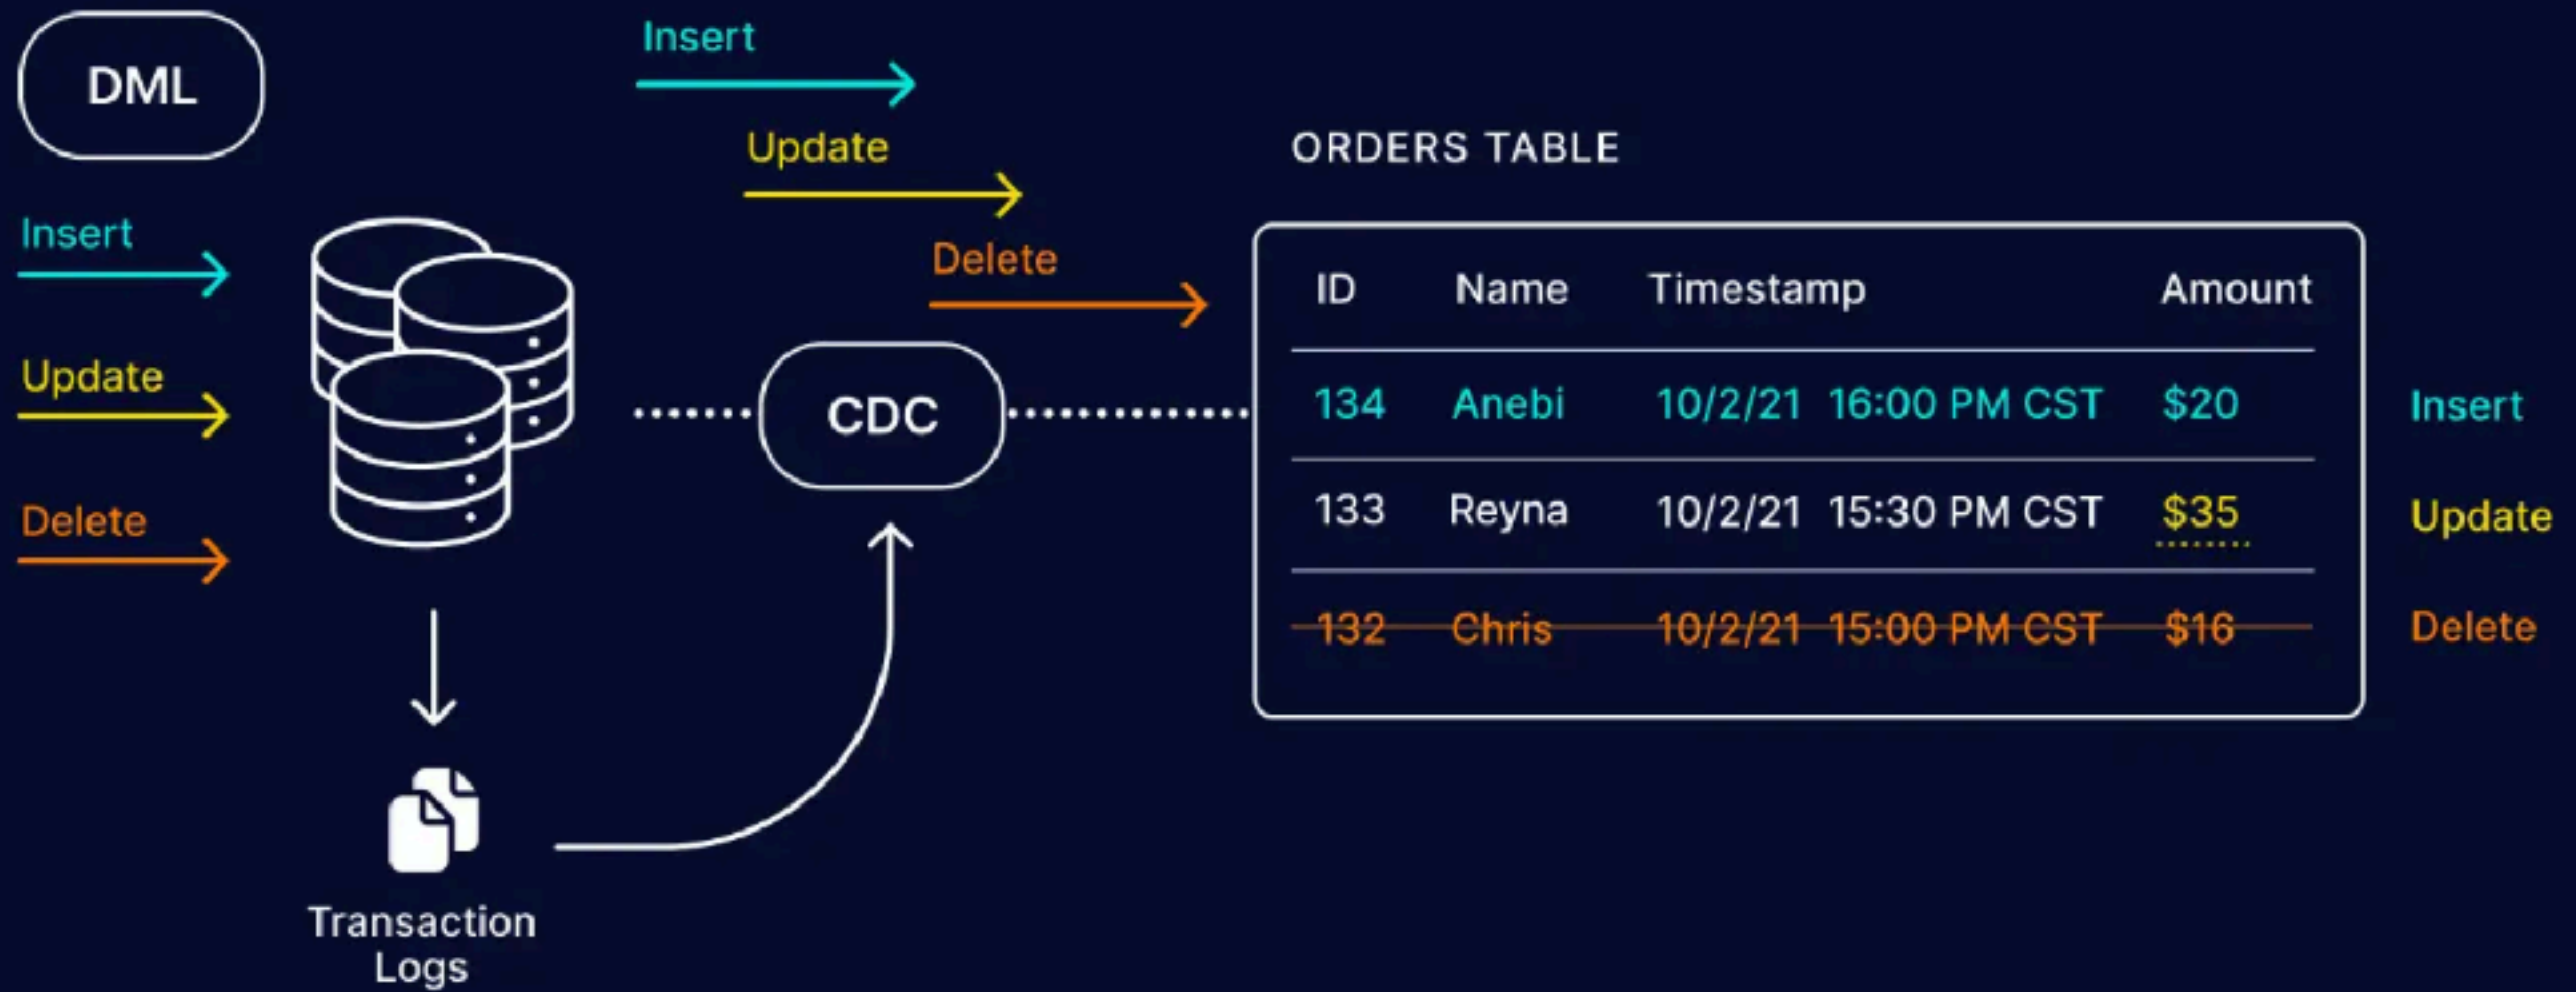 DML
Insert
Update
Delete
Transaction
Logs
Insert
Update
Delete
CDC
ORDERS TABLE
ID Name Timestamp Amount
134 Anebi 10/2/21 16:00 PM CST $20 Insert
133 Reyna 10/2/21 15:30 PM CST $35 Update
132 Chris 10/2/21 15:00 PM CST $16 Delete